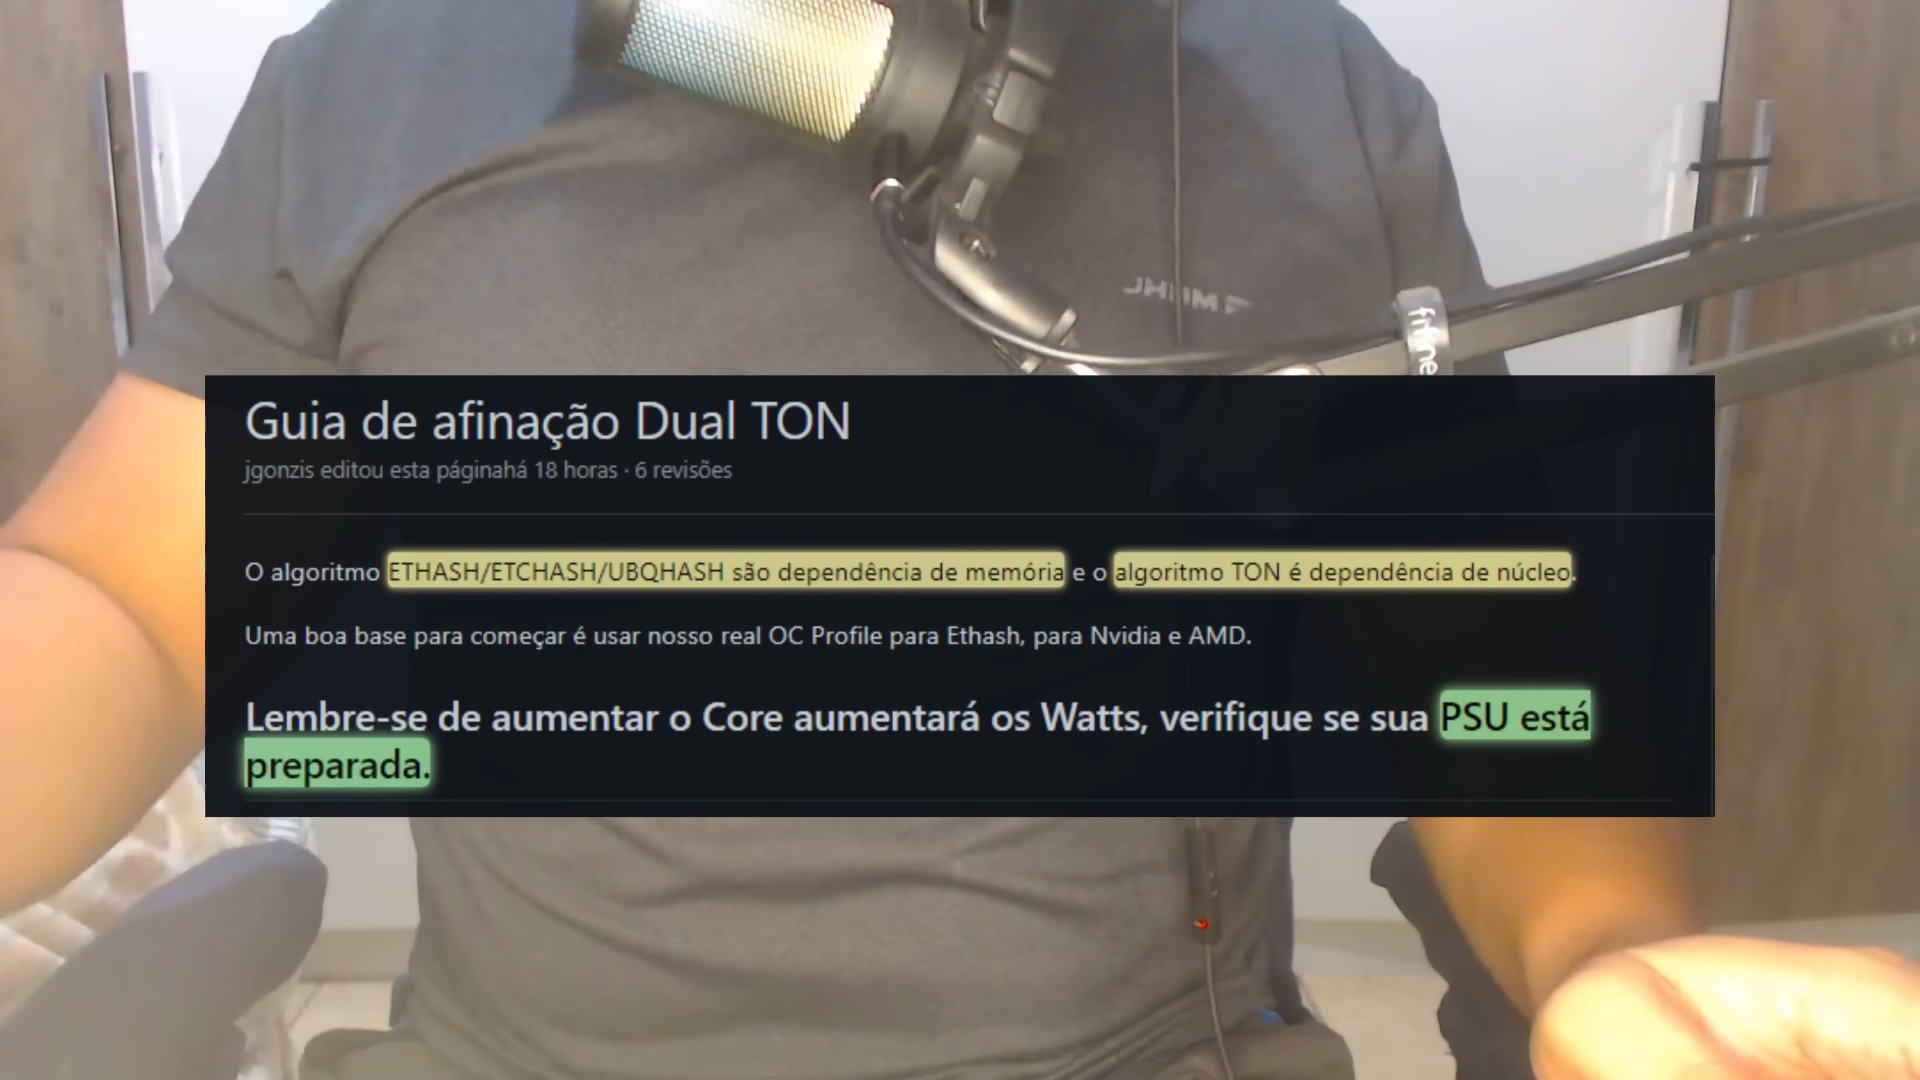 fifine
Guia de afinação Dual TON
jgonzis editou esta páginahá 18 horas · 6 revisões
O algoritmo ETHASH/ETCHASH/UBQHASH são dependência de memória e o algoritmo TON é dependência de núcleo.
Uma boa base para começar é usar nosso real OC Profile para Ethash, para Nvidia e AMD.
Lembre-se de aumentar o Core aumentará os Watts, verifique se sua PSU está
preparada.